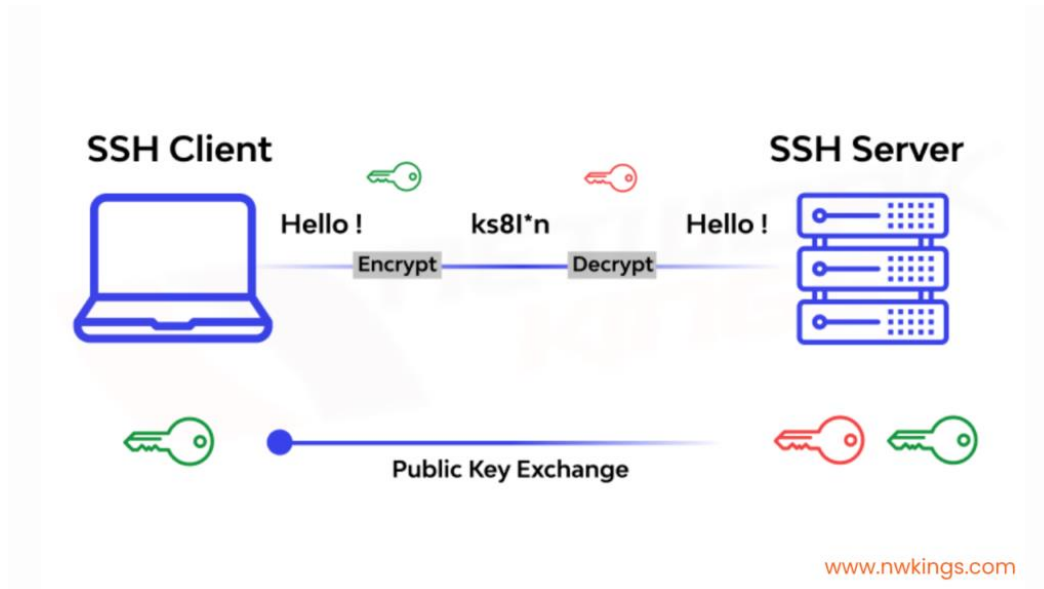 SSH Client
SSH Server
Hello !
ks8I*n
Hello !
Encrypt
Decrypt
Public Key Exchange
www.nwkings.com